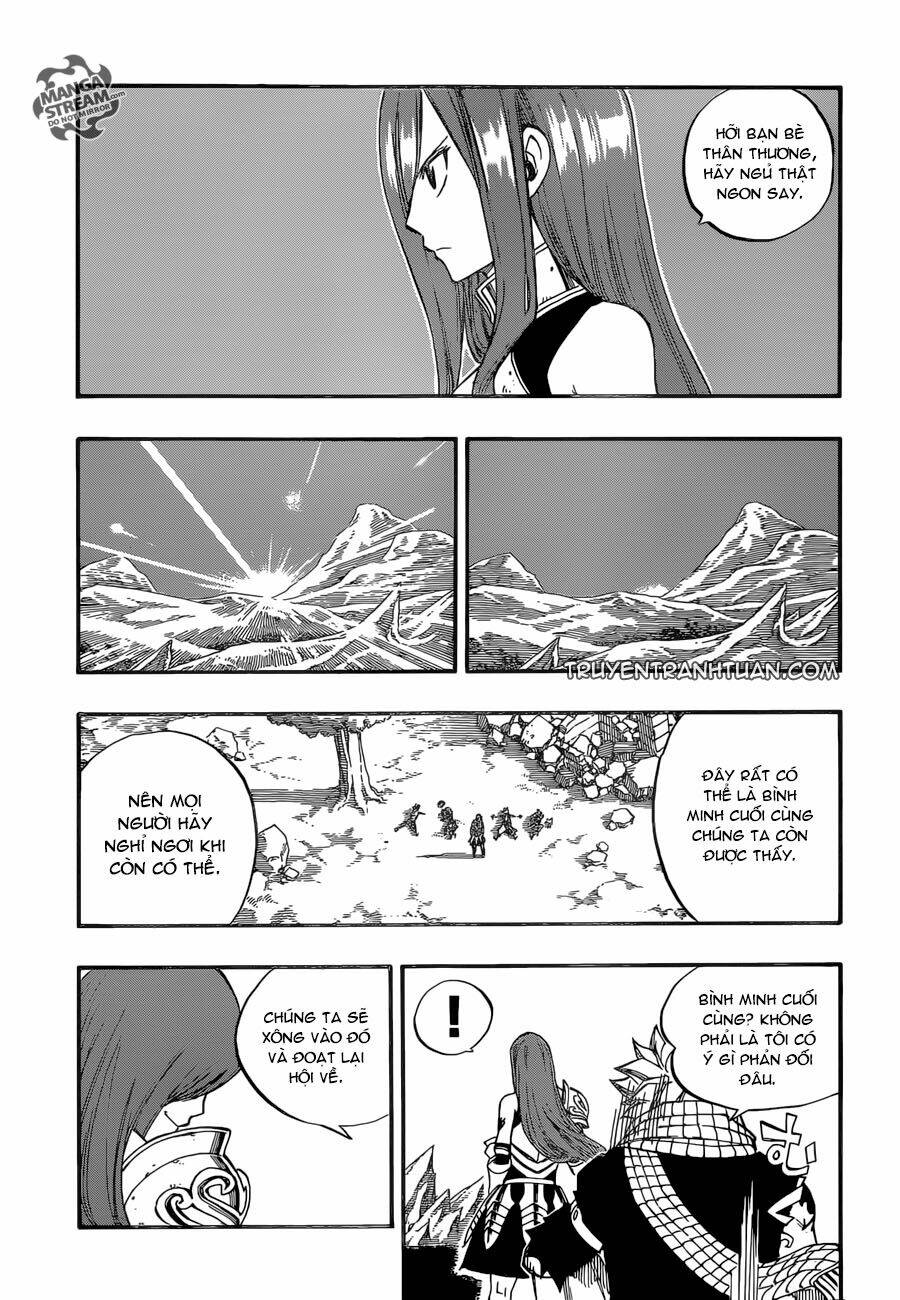 MANGA
STREAM.com
DO NOT MIRROR
HỠI BẠN BÈ
THÂN THƯƠNG,
HÃY NGỦ THẬT
NGON SAY.
TRUYENTRANHTUAN.COM
ĐÂY RẤT CÓ
THỂ LÀ BÌNH
MINH CUỐI CÙNG
CHÚNG TA CÒN
ĐƯỢC THẤY.
NÊN MỌI
NGƯỜI HÃY
NGHỈ NGƠI KHI
CÒN CÓ THỂ.
BÌNH MINH CUỐI
CÙNG? KHÔNG
PHẢI LÀ TÔI CÓ
Ý GÌ PHẢN ĐỐI
ĐÂU.
!
む
CHÚNG TA SẼ
XÔNG VÀO ĐÓ
VÀ ĐOẠT LẠI
HỘI VỀ.